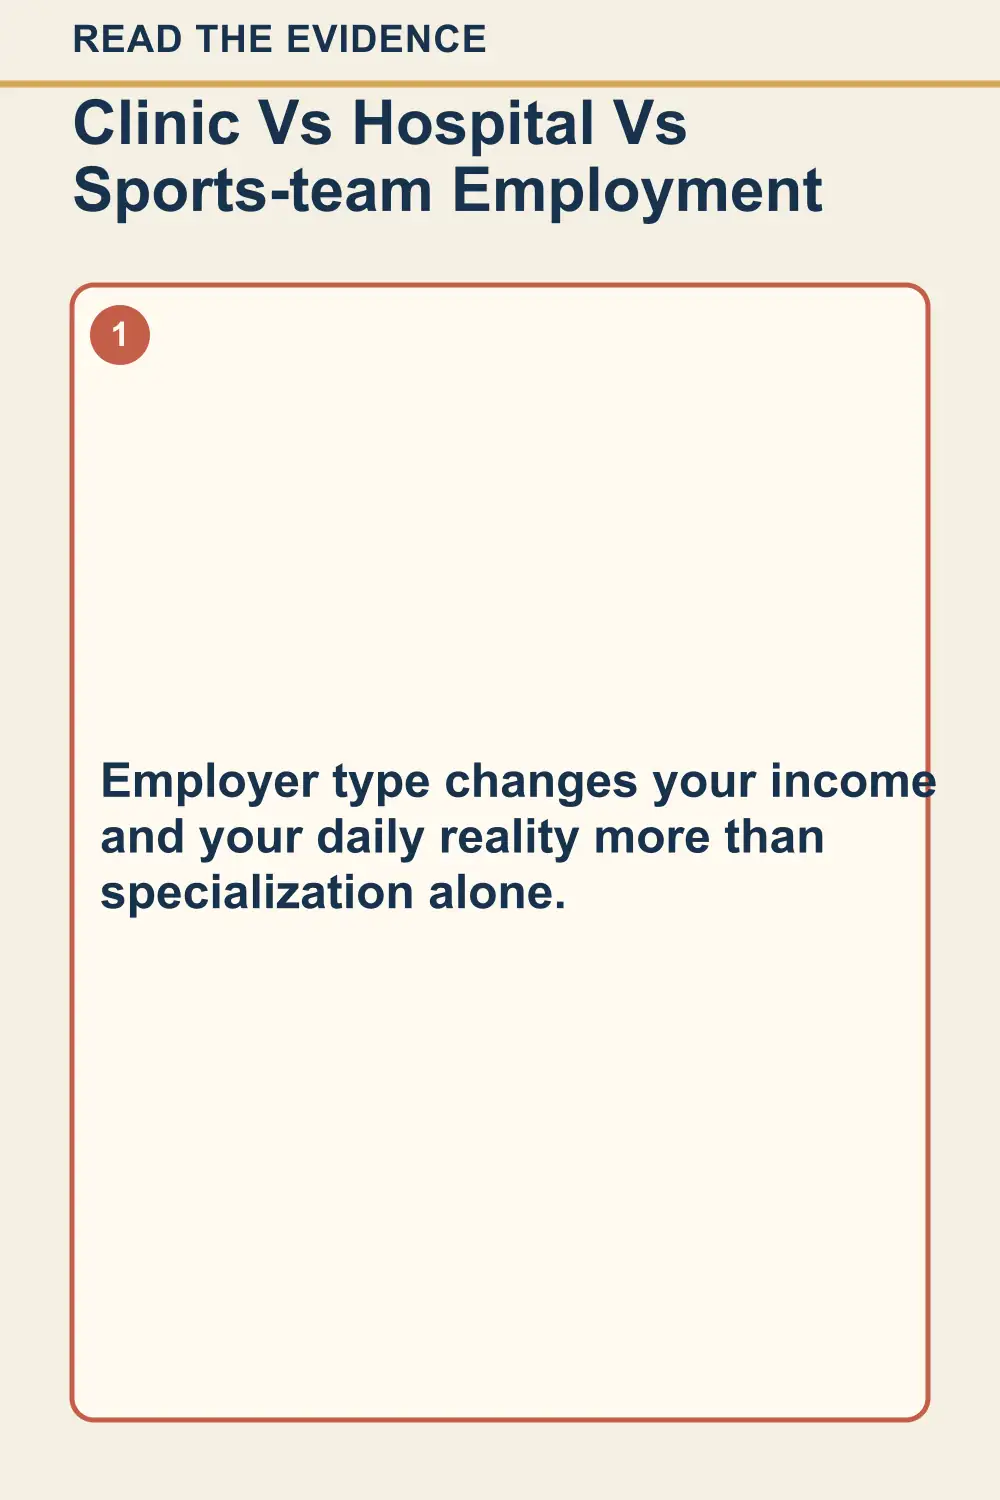 READ THE EVIDENCE
Clinic Vs Hospital Vs
Sports-team Employment
1
Employer type changes your income
and your daily reality more than
specialization alone.